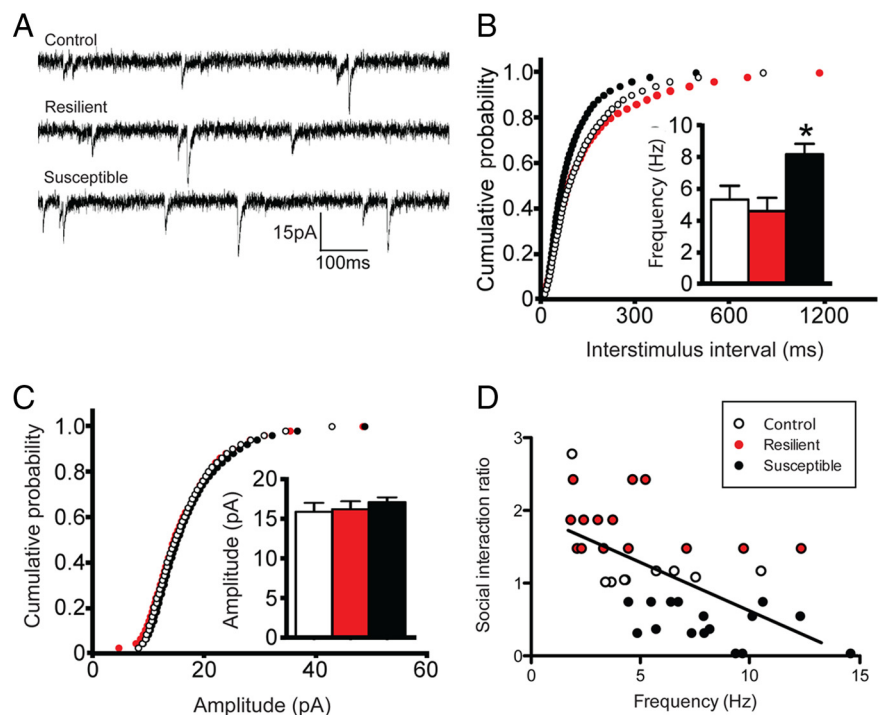 A
Control
Resilient
Susceptible
15pA
100ms
B
Cumulative probability
1.0
0.8
0.6
0.4
0.2
0
0
300
600
1200
Interstimulus interval (ms)
Frequency (Hz)
10
8
6
4
2
0
*
C
Cumulative probability
1.0
0.8
0.6
0.4
0.2
0
0
20
40
60
Amplitude (pA)
Amplitude (pA)
20
15
10
5
0
D
Control
Resilient
Susceptible
Social interaction ratio
3
2
1
0
0
5
10
15
Frequency (Hz)